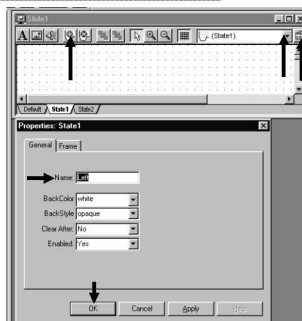 Slide1
A
(State1)
Default State1 State2
Properties: State1
General Frame
Name: Left
BackColor white
BackStyle opaque
Clear After: No
Enabled: Yes
OK Cancel Apply Help